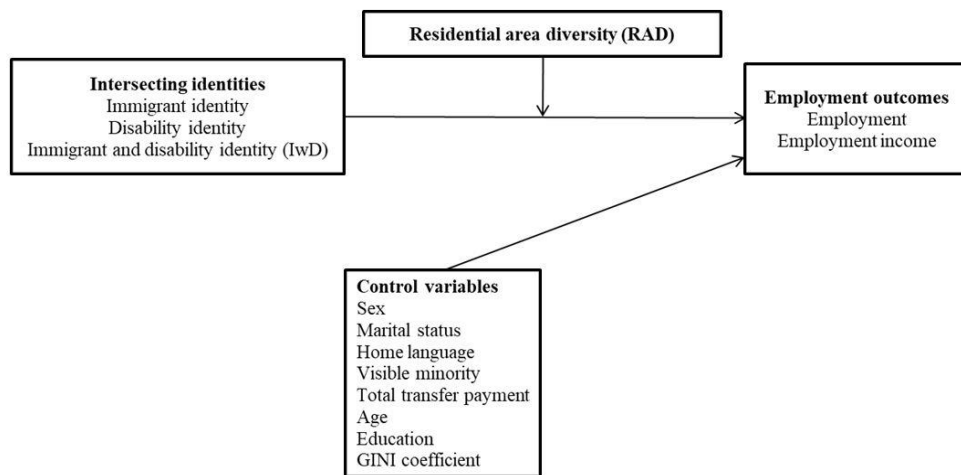 Residential area diversity (RAD)
Intersecting identities
Immigrant identity
Disability identity
Immigrant and disability identity (IwD)
Employment outcomes
Employment
Employment income
Control variables
Sex
Marital status
Home language
Visible minority
Total transfer payment
Age
Education
GINI coefficient